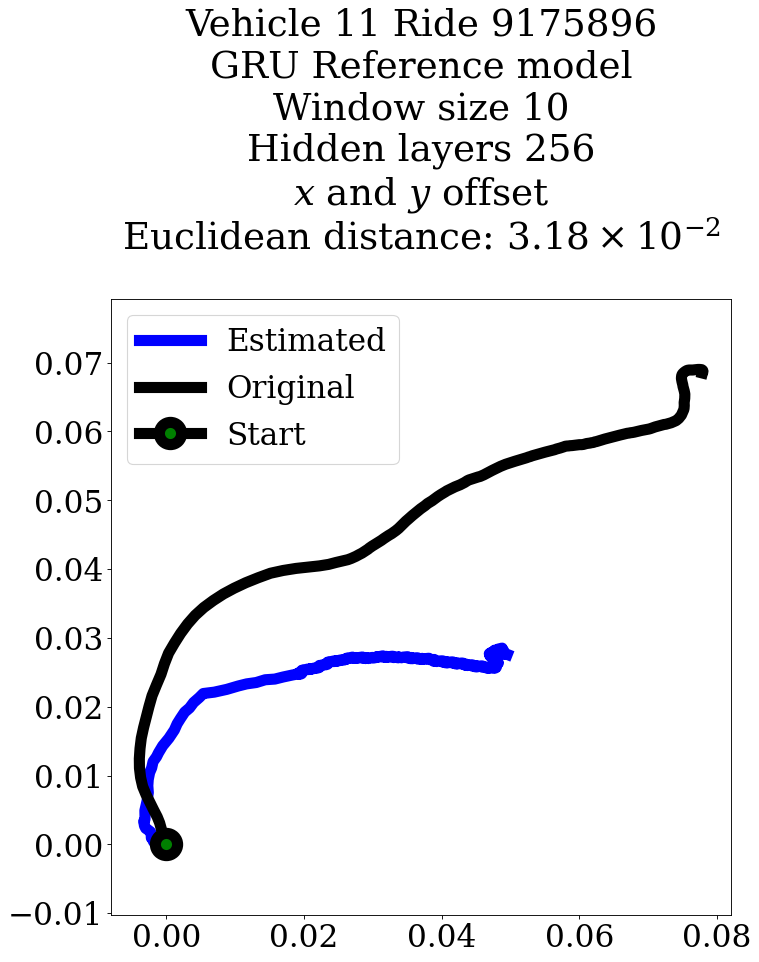 Vehicle 11 Ride 9175896
GRU Reference model
Window size 10
Hidden layers 256
x and y offset
Euclidean distance: 3.18 × 10⁻²
Estimated
Original
Start
0.07
0.06
0.05
0.04
0.03
0.02
0.01
0.00
−0.01
0.00 0.02 0.04 0.06 0.08